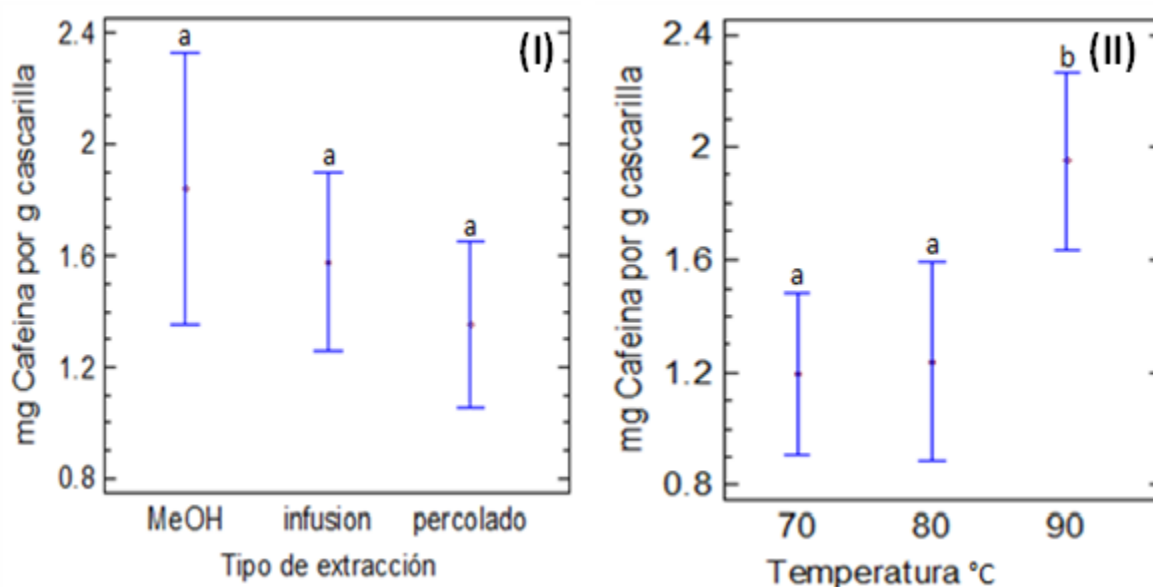 (I)
mg Cafeina por g cascarilla
2.4
2
1.6
1.2
0.8
a
a
a
MeOH infusion percolado
Tipo de extracción
(II)
mg Cafeina por g cascarilla
2.4
2
1.6
1.2
0.8
a
a
b
70 80 90
Temperatura °C